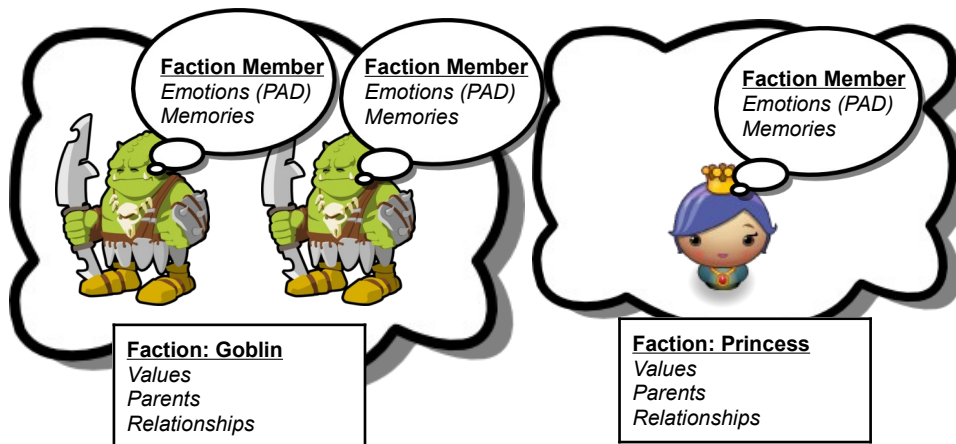 Faction Member
Emotions (PAD)
Memories
Faction Member
Emotions (PAD)
Memories
Faction Member
Emotions (PAD)
Memories
Faction: Goblin
Values
Parents
Relationships
Faction: Princess
Values
Parents
Relationships